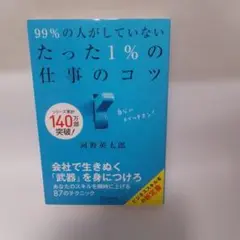 99%の人がしていない
たった1%の
仕事のコツ
シリーズ累計
140万部
突破!
河野英太郎
会社で生きぬく
「武器」を身につけろ
あなたのスキルを瞬時に上げる
87のテクニック